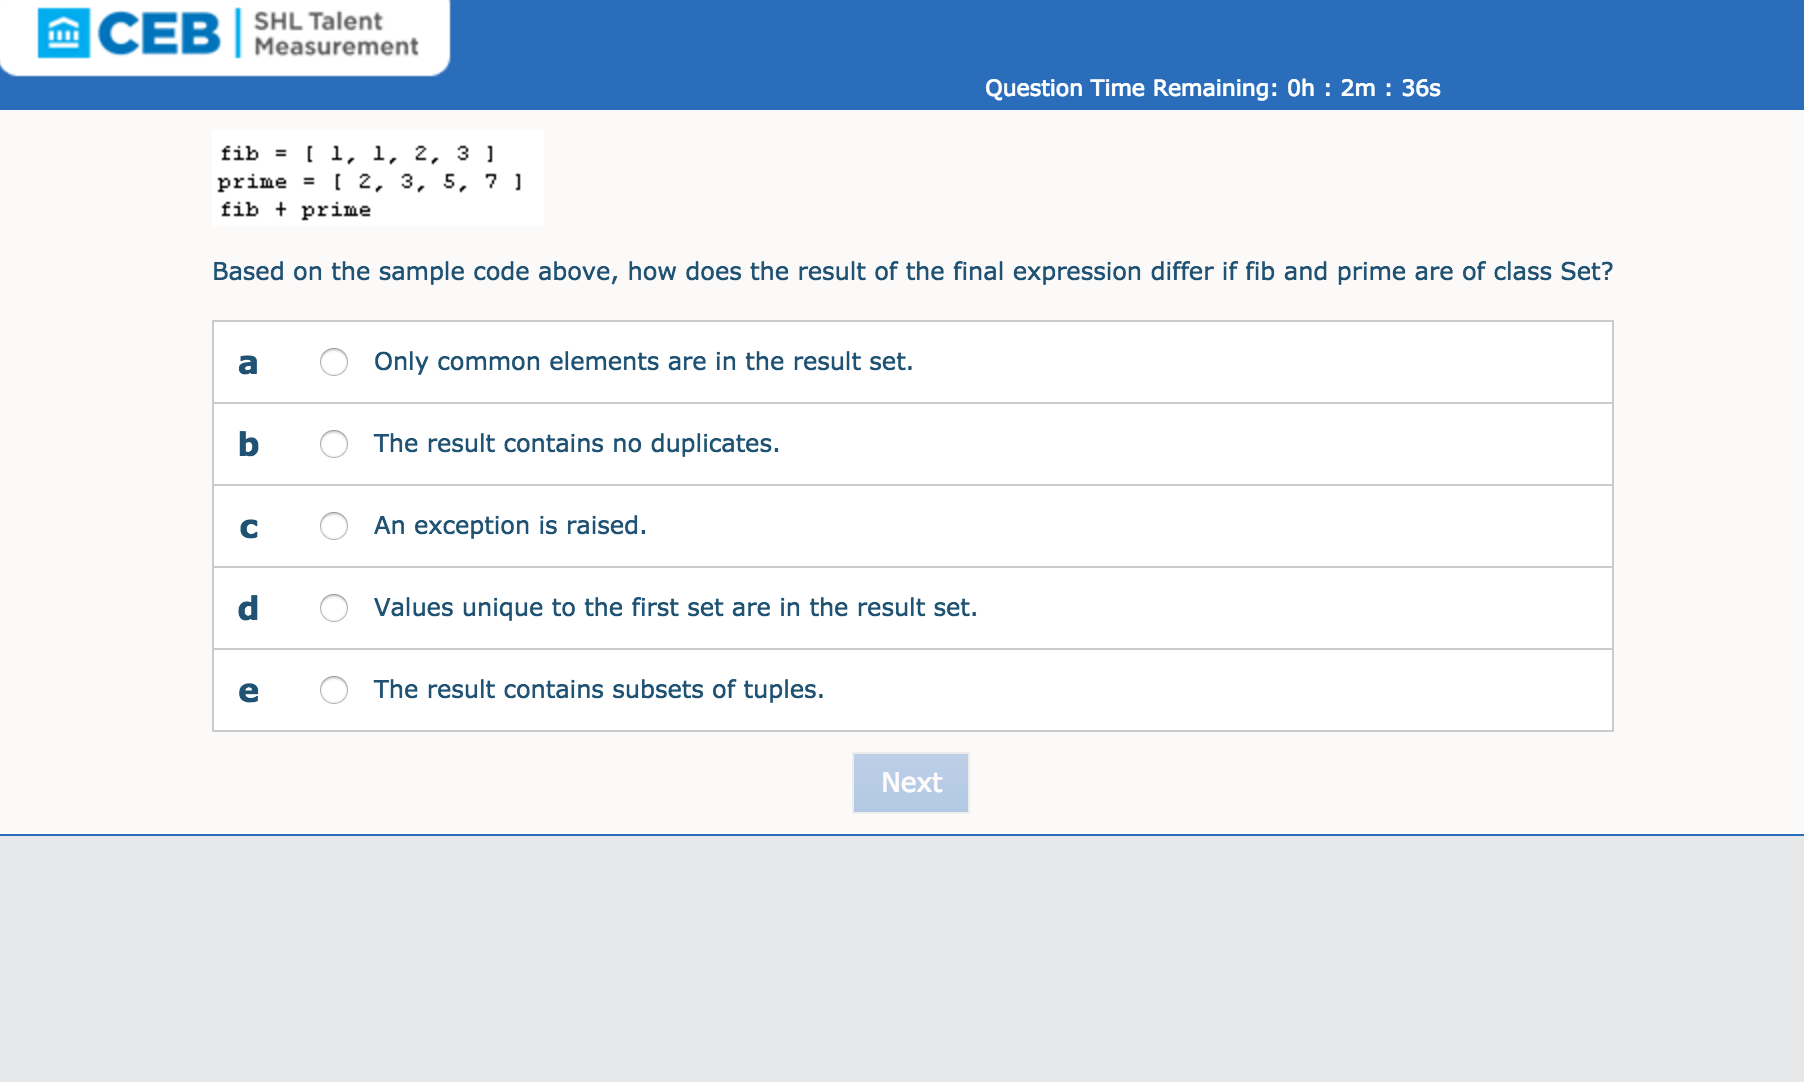 CEB
SHL Talent
Measurement
Question Time Remaining: 0h : 2m : 36s
fib = [ 1, 1, 2, 3 ]
prime = [ 2, 3, 5, 7 ]
fib + prime
Based on the sample code above, how does the result of the final expression differ if fib and prime are of class Set?
a Only common elements are in the result set.
b The result contains no duplicates.
c An exception is raised.
d Values unique to the first set are in the result set.
e The result contains subsets of tuples.
Next